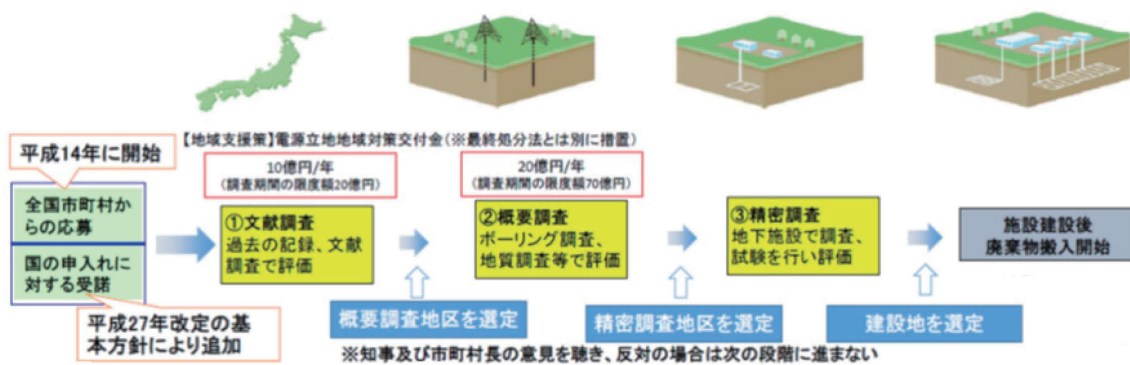 【地域支援策】電源立地地域対策交付金(※最終処分法とは別に措置)
平成14年に開始
10億円/年
(調査期間の限度額20億円)
20億円/年
(調査期間の限度額70億円)
全国市町村か
らの応募
国の申入れに
対する受諾
①文献調査
過去の記録、文献
調査で評価
②概要調査
ボーリング調査、
地質調査等で評価
③精密調査
地下施設で調査、
試験を行い評価
施設建設後
廃棄物搬入開始
平成27年改定の基
本方針により追加
概要調査地区を選定
精密調査地区を選定
建設地を選定
※知事及び市町村長の意見を聴き、反対の場合は次の段階に進まない